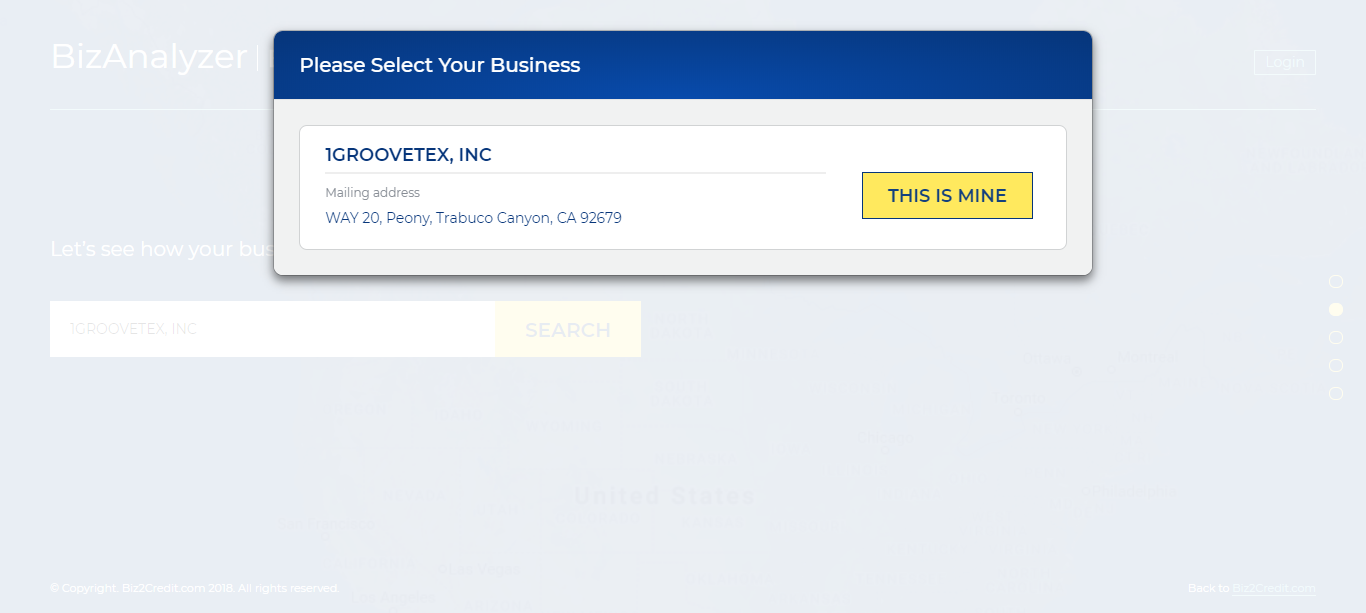 BizAnalyzer
Login
Please Select Your Business
1GROOVETEX, INC
Mailing address
WAY 20, Peony, Trabuco Canyon, CA 92679
THIS IS MINE
Let's see how your bus
1GROOVETEX, INC
SEARCH
United States
© Copyright. Biz2Credit.com 2018. All rights reserved.
Back to Biz2Credit.com